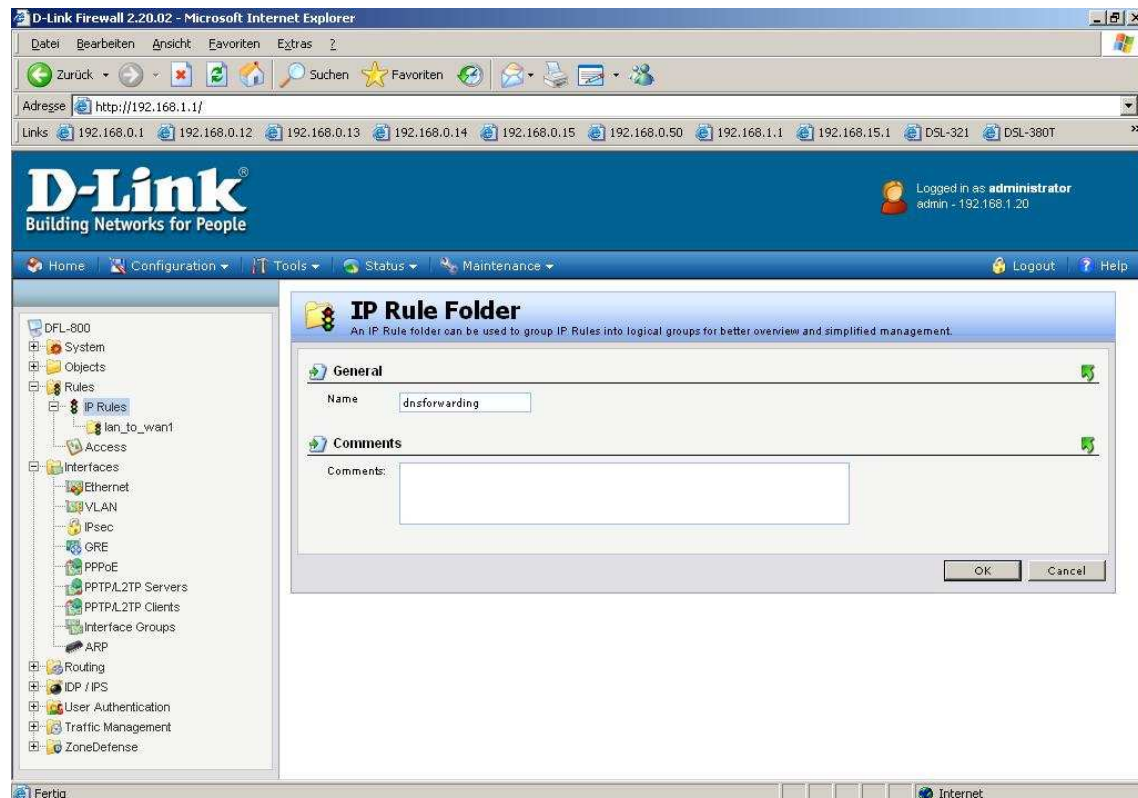 D-Link Firewall 2.20.02 - Microsoft Internet Explorer
Datei Bearbeiten Ansicht Favoriten Extras ?
Zurück Suchen Favoriten
Adresse http://192.168.1.1/
Links 192.168.0.1 192.168.0.12 192.168.0.13 192.168.0.14 192.168.0.15 192.168.0.50 192.168.1.1 192.168.15.1 DSL-321 DSL-380T »
D-Link®
Building Networks for People
Logged in as administrator
admin - 192.168.1.20
Home Configuration Tools Status Maintenance Logout Help
DFL-800
System
Objects
Rules
IP Rules
lan_to_wan1
Access
Interfaces
Ethernet
VLAN
IPsec
GRE
PPPoE
PPTP/L2TP Servers
PPTP/L2TP Clients
Interface Groups
ARP
Routing
IDP / IPS
User Authentication
Traffic Management
ZoneDefense
IP Rule Folder
An IP Rule folder can be used to group IP Rules into logical groups for better overview and simplified management.
General
Name dnsforwarding
Comments
Comments:
OK Cancel
Fertig Internet